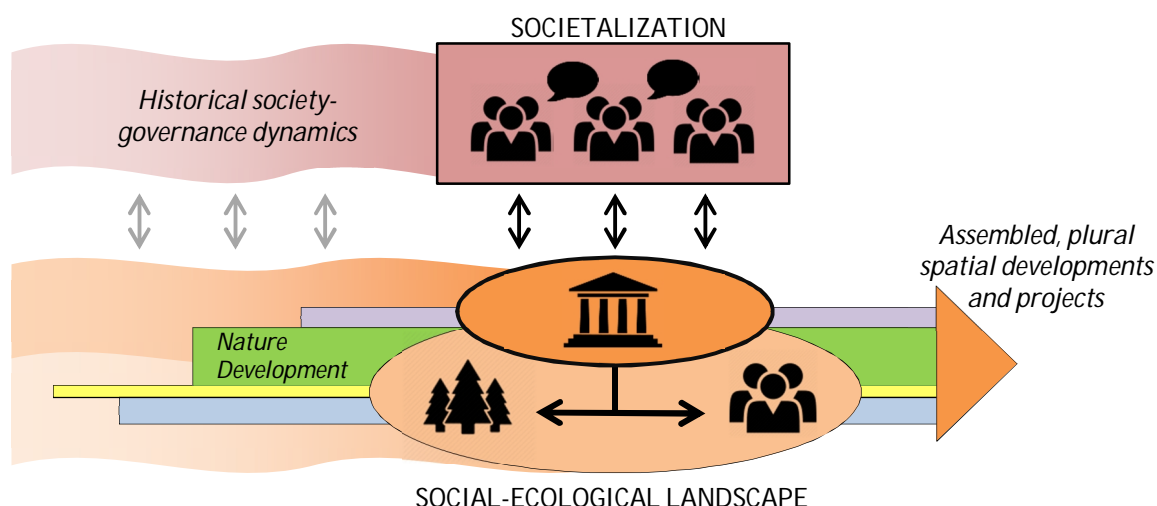 SOCIETALIZATION
Historical society-
governance dynamics
Assembled, plural
spatial developments
and projects
Nature
Development
SOCIAL-ECOLOGICAL LANDSCAPE